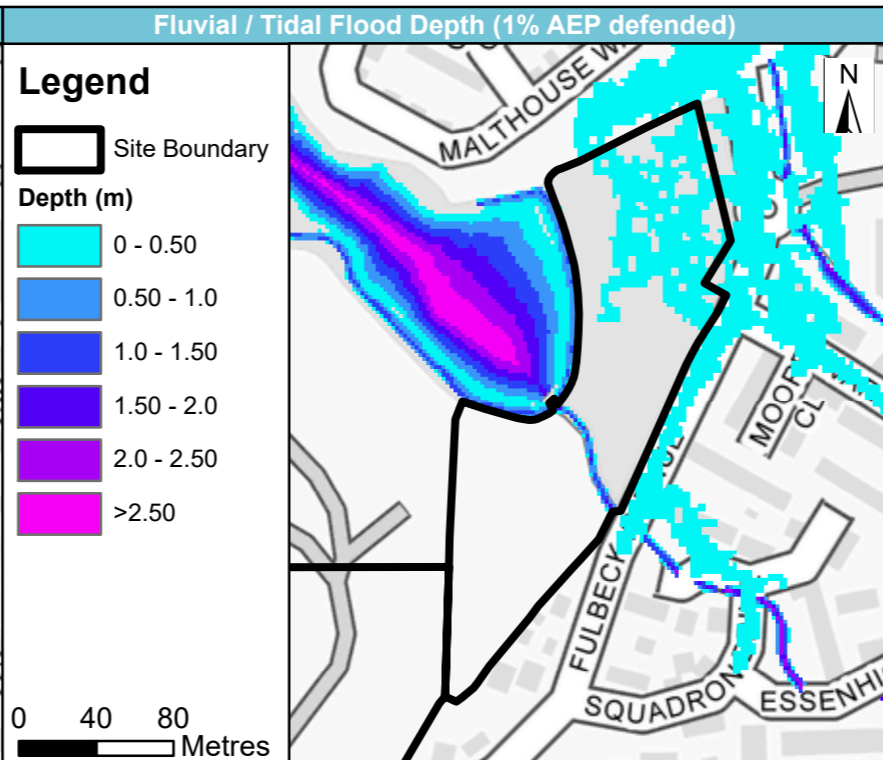 Fluvial / Tidal Flood Depth (1% AEP defended)
Legend
Site Boundary
Depth (m)
0 - 0.50
0.50 - 1.0
1.0 - 1.50
1.50 - 2.0
2.0 - 2.50
>2.50
0 40 80
Metres
N
MALTHOUSE W
MOOR
CL
FULBECK
SQUADRON
ESSENHI